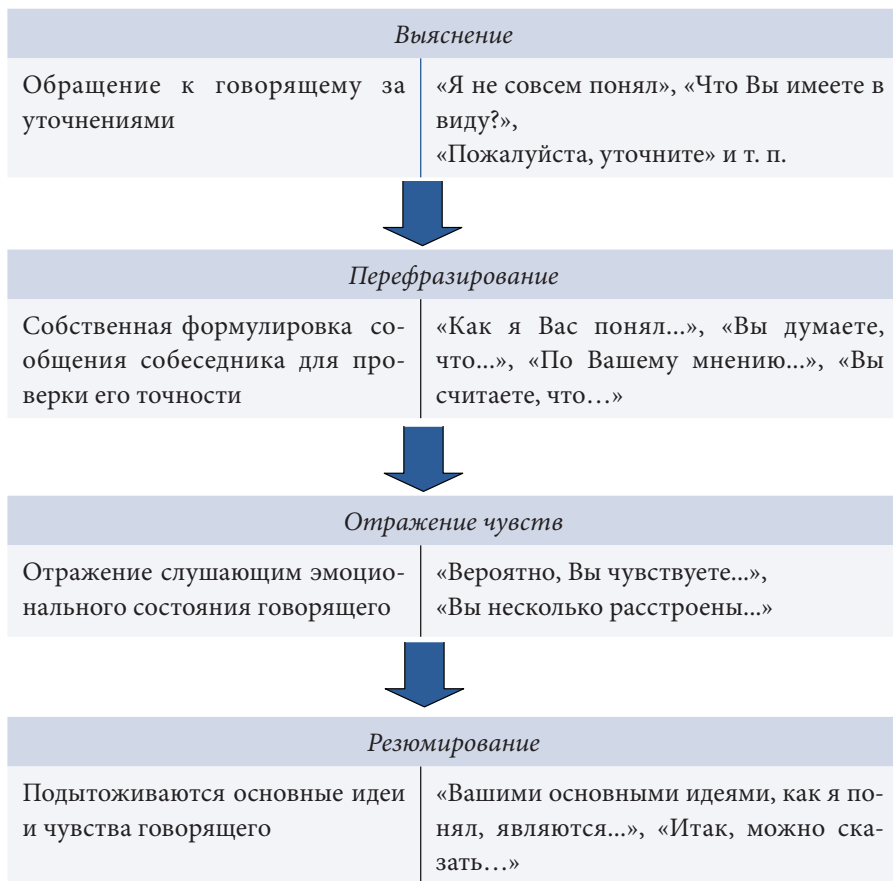 Выяснение
Обращение к говорящему за
уточнениями
«Я не совсем понял», «Что Вы имеете в
виду?»,
«Пожалуйста, уточните» и т. п.
Перефразирование
Собственная формулировка со-
общения собеседника для про-
верки его точности
«Как я Вас понял...», «Вы думаете,
что...», «По Вашему мнению...», «Вы
считаете, что…»
Отражение чувств
Отражение слушающим эмоцио-
нального состояния говорящего
«Вероятно, Вы чувствуете...»,
«Вы несколько расстроены...»
Резюмирование
Подытоживаются основные идеи
и чувства говорящего
«Вашими основными идеями, как я по-
нял, являются...», «Итак, можно ска-
зать…»